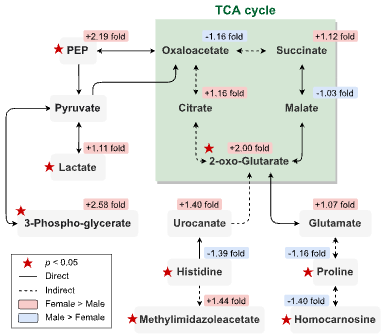 TCA cycle
+2.19 fold
-1.16 fold
+1.12 fold
PEP
Oxaloacetate
Succinate
+1.16 fold
-1.03 fold
Pyruvate
Citrate
Malate
+1.11 fold
+2.00 fold
Lactate
2-oxo-Glutarate
+2.58 fold
+1.40 fold
+1.07 fold
3-Phospho-glycerate
Urocanate
Glutamate
-1.39 fold
-1.16 fold
p < 0.05
Direct
Indirect
Female > Male
Male > Female
Histidine
Proline
+1.44 fold
-1.40 fold
Methylimidazoleacetate
Homocarnosine